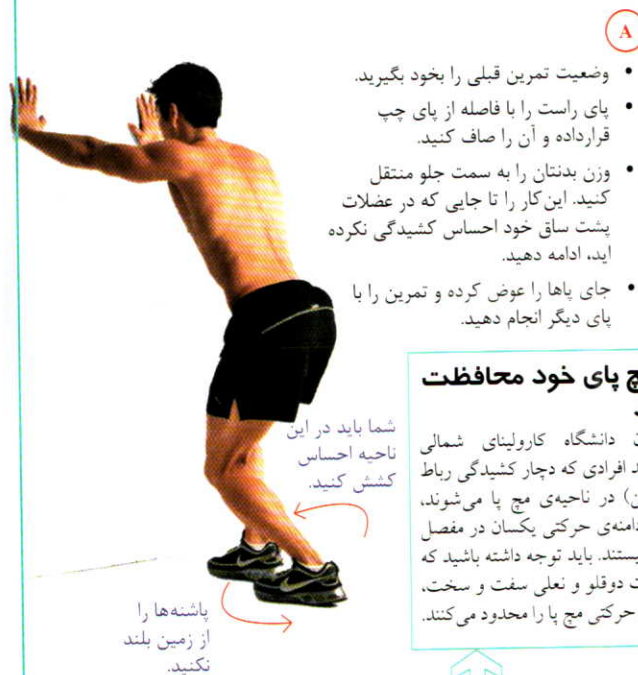 A
• وضعیت تمرین قبلی را بخود بگیرید.
• پای راست را با فاصله از پای چپ
قرارداده و آن را صاف کنید.
• وزن بدنتان را به سمت جلو منتقل
کنید. این کار را تا جایی که در عضلات
پشت ساق خود احساس کشیدگی نکرده
اید، ادامه دهید.
• جای پاها را عوض کرده و تمرین را با
پای دیگر انجام دهید.
پای خود محافظت
دانشگاه کارولینای شمالی
افرادی که دچار کشیدگی رباط
در ناحیه‌ی مچ پا می‌شوند،
دامنه‌ی حرکتی یکسان در مفصل
باید توجه داشته باشید که
دوقلو و نعلی سفت و سخت،
حرکتی مچ پا را محدود می‌کنند.
شما باید در این
ناحیه احساس
کشش کنید.
پاشنه‌ها را
از زمین بلند
نکنید.